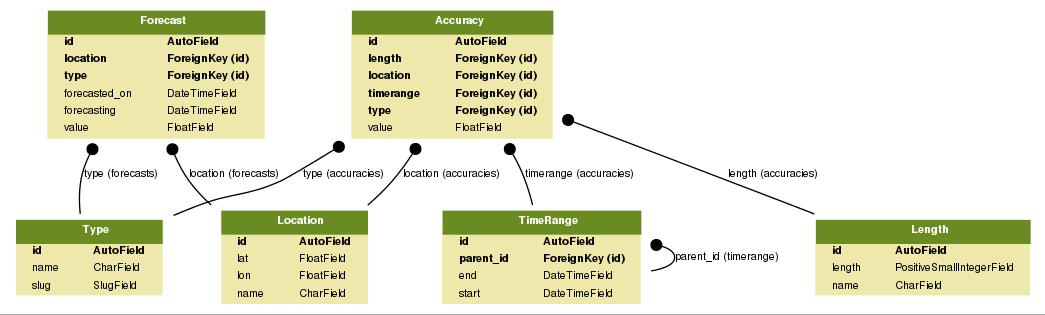 Forecast
id AutoField
location ForeignKey (id)
type ForeignKey (id)
forecasted_on DateTimeField
forecasting DateTimeField
value FloatField
Accuracy
id AutoField
length ForeignKey (id)
location ForeignKey (id)
timerange ForeignKey (id)
type ForeignKey (id)
value FloatField
type (forecasts)
location (forecasts)
type (accuracies)
location (accuracies)
timerange (accuracies)
length (accuracies)
Type
id AutoField
name CharField
slug SlugField
Location
id AutoField
lat FloatField
lon FloatField
name CharField
TimeRange
id AutoField
parent_id ForeignKey (id)
end DateTimeField
start DateTimeField
parent_id (timerange)
Length
id AutoField
length PositiveSmallIntegerField
name CharField